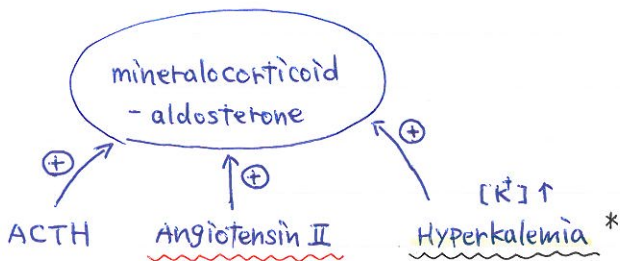 mineralocorticoid
- aldosterone
+
+
+
[K⁺] ↑
ACTH
Angiotensin II
Hyperkalemia *